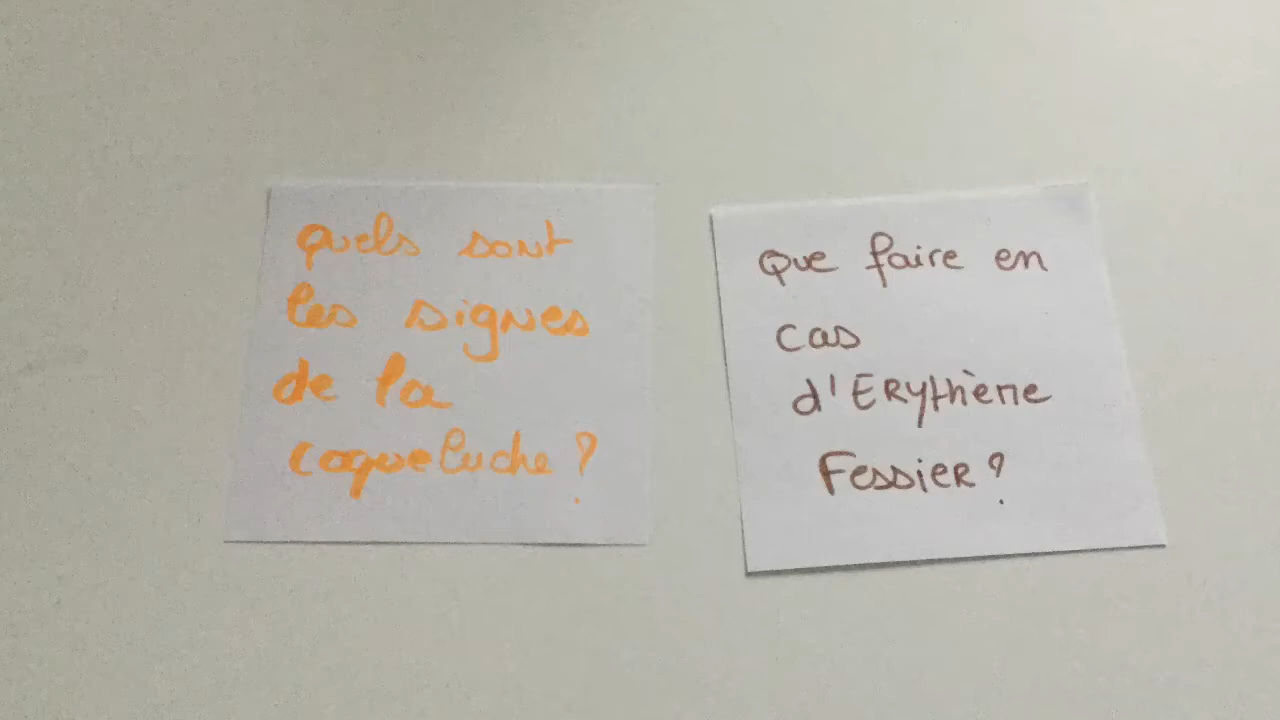 Quels sont
les signes
de la
coqueluche ?
Que faire en
cas
d'ERythème
FessieR ?